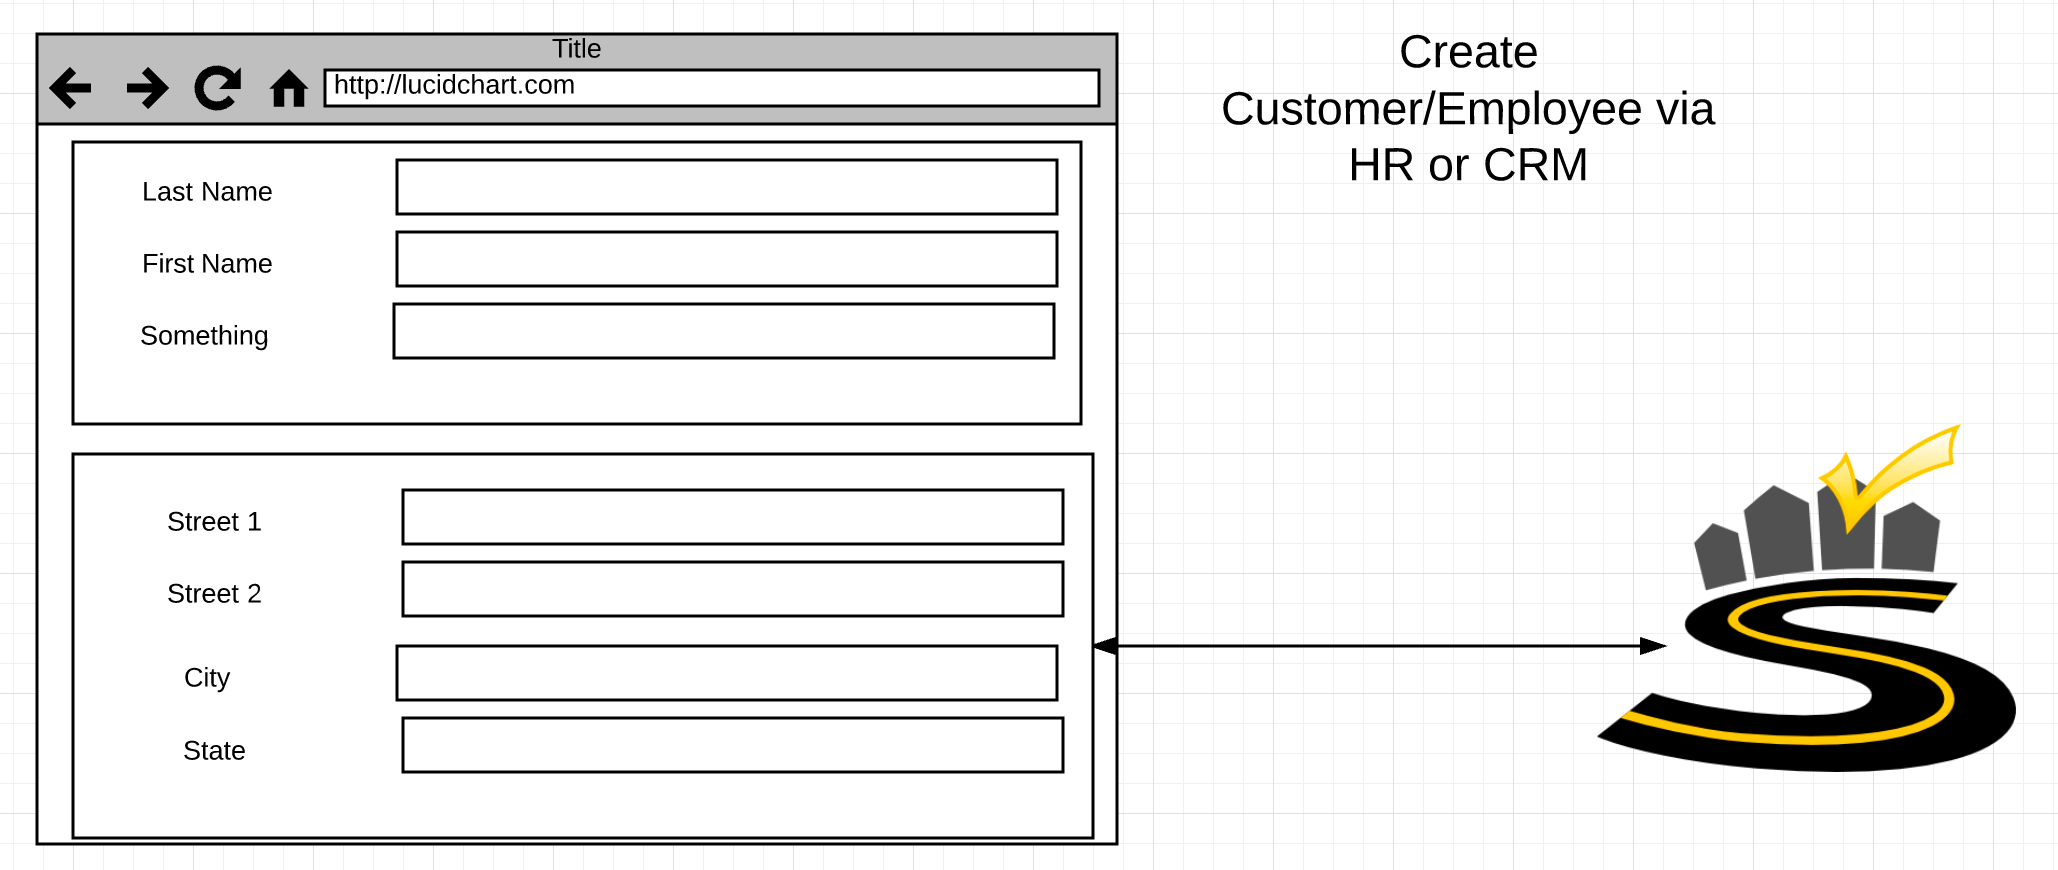 Title
http://lucidchart.com
Last Name
First Name
Something
Street 1
Street 2
City
State
Create
Customer/Employee via
HR or CRM